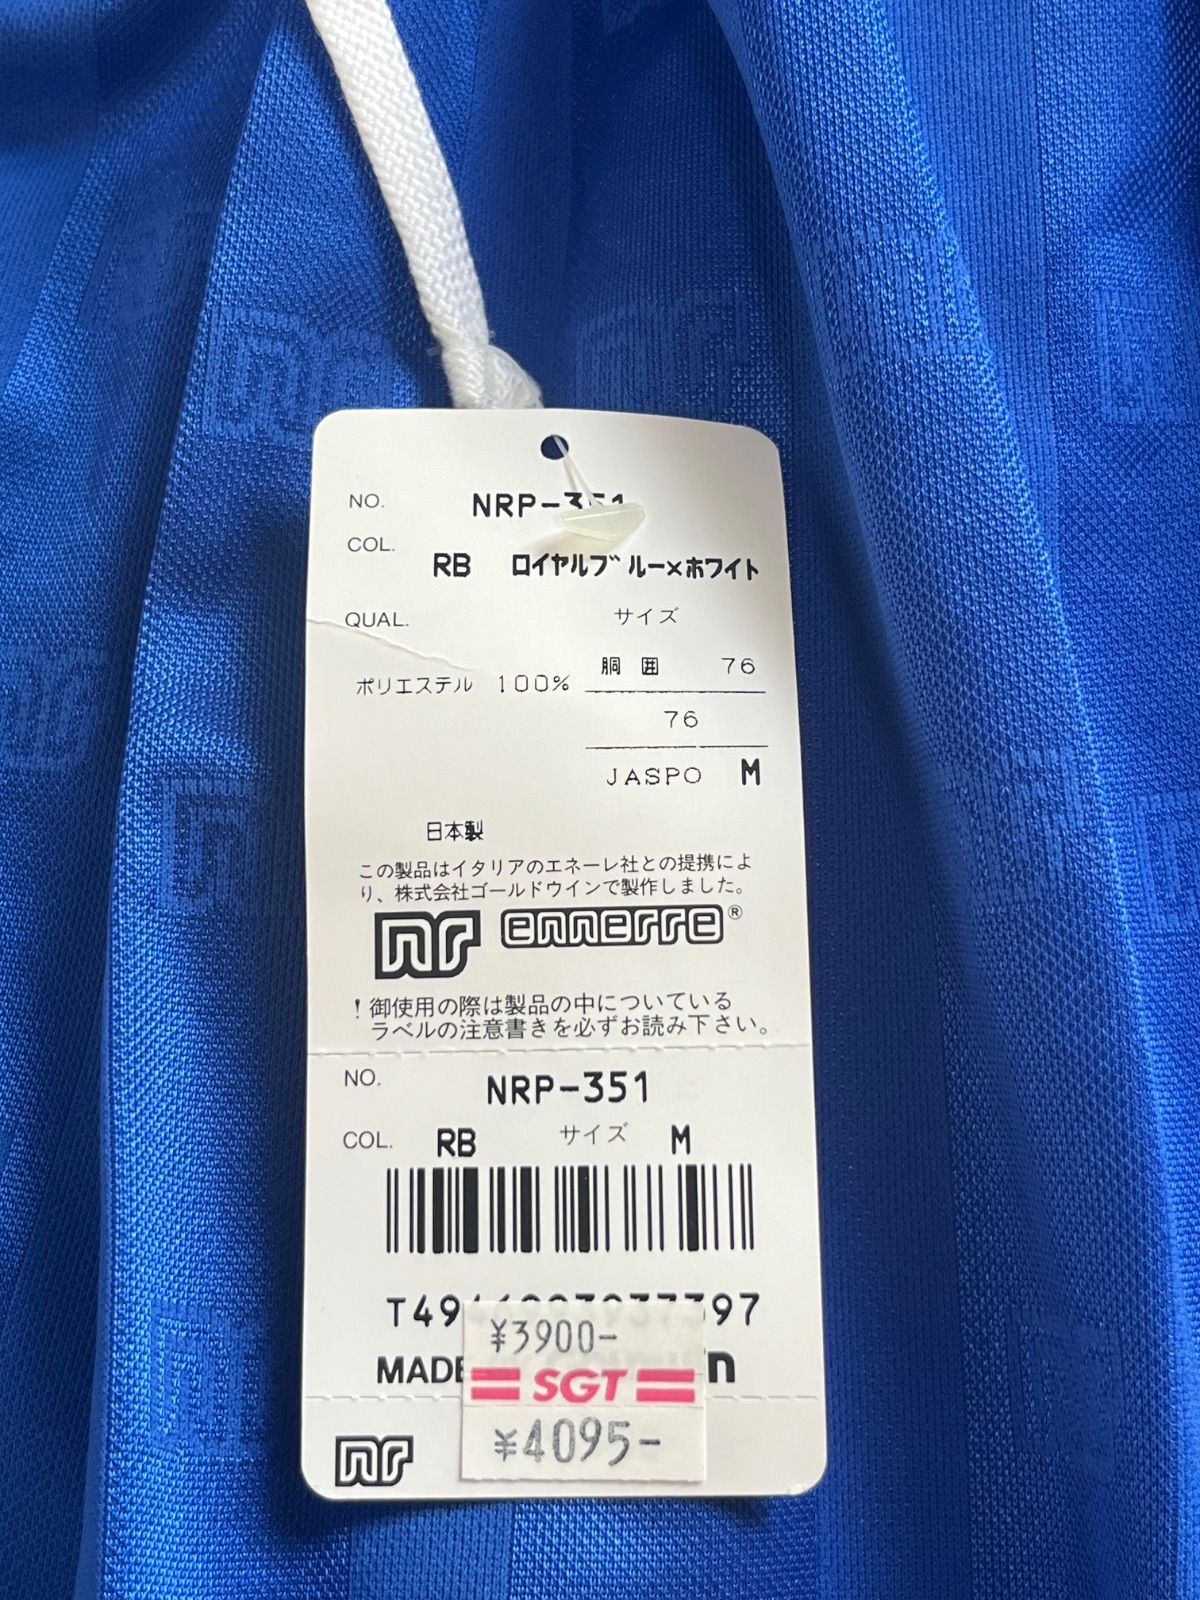 NO. NRP-351
COL. RB ロイヤルブルー×ホワイト
QUAL. サイズ
ポリエステル 100% 胴囲 76
76
JASPO M
日本製
この製品はイタリアのエネーレ社との提携によ
り、株式会社ゴールドウインで製作しました。
nr ennerre®
! 御使用の際は製品の中についている
ラベルの注意書きを必ずお読み下さい。
NO. NRP-351
COL. RB サイズ M
¥3900-
MADE
SGT
¥4095-
nr